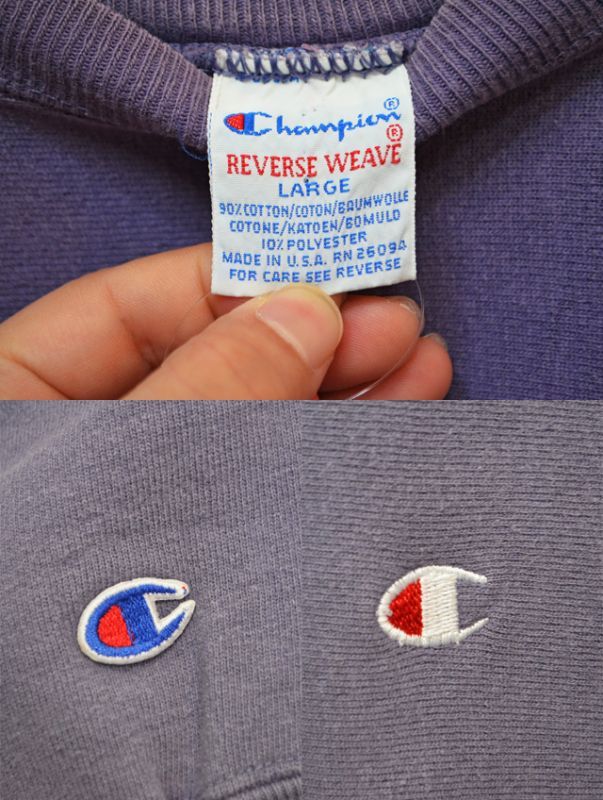 Champion®
REVERSE WEAVE®
LARGE
90% COTTON/COTON/BAUMWOLLE
COTONE/KATOEN/BOMULD
10% POLYESTER
MADE IN U.S.A. RN 26094
FOR CARE SEE REVERSE